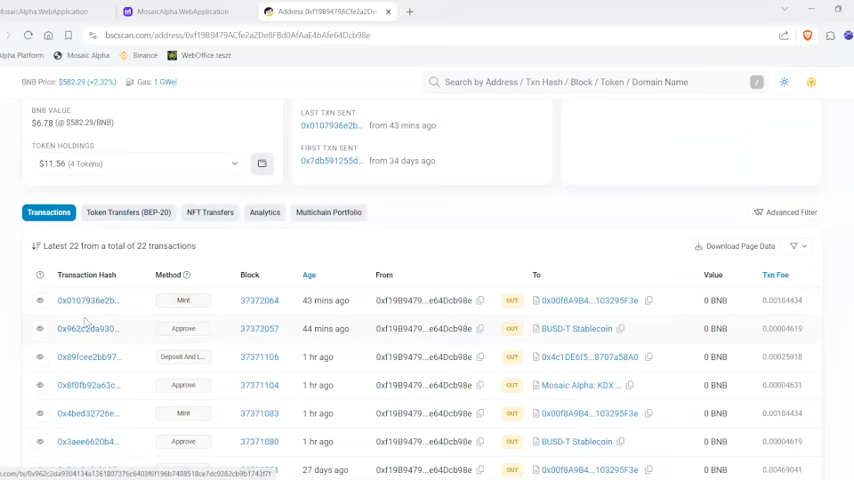 MosaicAlpha.WebApplication
MosaicAlpha.WebApplication
Address 0xf19B9479ACfe2a2De
bscscan.com/address/0xf19B9479ACfe2a2De8FBd0AfAaE4bAfe64Dcb98e
lpha Platform Mosaic Alpha Binance WebOffice teszt
BNB Price: $582.29 (+2.32%) Gas: 1 GWei
Search by Address / Txn Hash / Block / Token / Domain Name /
BNB VALUE
$6.78 (@ $582.29/BNB)
TOKEN HOLDINGS
$11.56 (4 Tokens)
LAST TXN SENT
0x0107936e2b... from 43 mins ago
FIRST TXN SENT
0x7db591255d... from 34 days ago
Transactions Token Transfers (BEP-20) NFT Transfers Analytics Multichain Portfolio Advanced Filter
Latest 22 from a total of 22 transactions Download Page Data
Transaction Hash Method Block Age From To Value Txn Fee
0x0107936e2b... Mint 37372064 43 mins ago 0xf19B9479...e64Dcb98e OUT 0x00f8A9B4...103295F3e 0 BNB 0.00184434
0x962c2da930... Approve 37372057 44 mins ago 0xf19B9479...e64Dcb98e OUT BUSD-T Stablecoin 0 BNB 0.00004619
0x89fcee2bb97... Deposit And L... 37371106 1 hr ago 0xf19B9479...e64Dcb98e OUT 0x4c1DE6f5...8707a58A0 0 BNB 0.00025918
0x8f0fb92a63c... Approve 37371104 1 hr ago 0xf19B9479...e64Dcb98e OUT Mosaic Alpha: KDX ... 0 BNB 0.00004631
0x4bed32726e... Mint 37371083 1 hr ago 0xf19B9479...e64Dcb98e OUT 0x00f8A9B4...103295F3e 0 BNB 0.00184434
0x3aee6620b4... Approve 37371080 1 hr ago 0xf19B9479...e64Dcb98e OUT BUSD-T Stablecoin 0 BNB 0.00004619
27 days ago 0xf19B9479...e64Dcb98e OUT 0x00f8A9B4...103295F3e 0 BNB 0.00469041